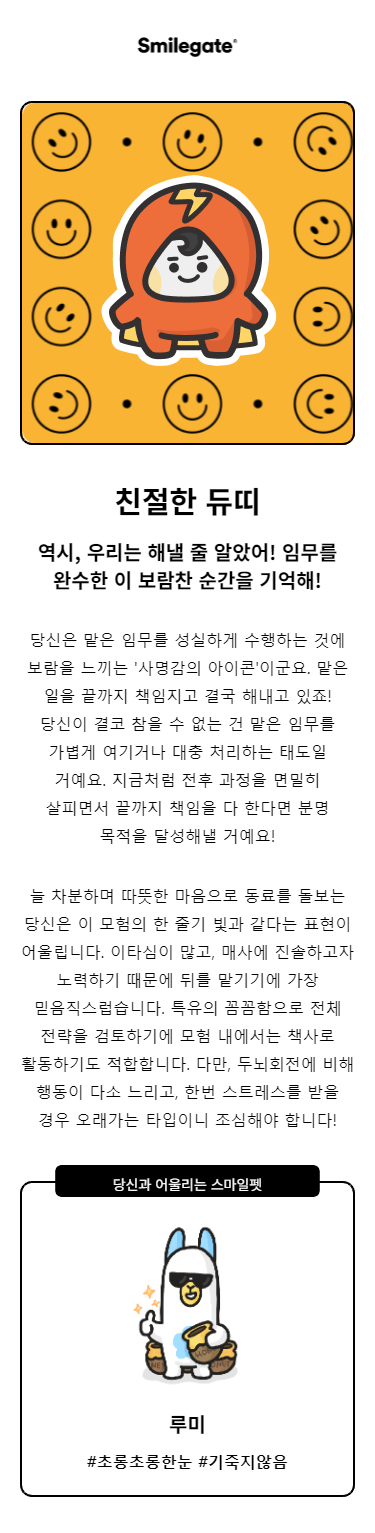 Smilegate
친절한 듀띠
역시, 우리는 해낼 줄 알았어! 임무를
완수한 이 보람찬 순간을 기억해!
당신은 맡은 임무를 성실하게 수행하는 것에
보람을 느끼는 '사명감의 아이콘'이군요. 맡은
일을 끝까지 책임지고 결국 해내고 있죠!
당신이 결코 참을 수 없는 건 맡은 임무를
가볍게 여기거나 대충 처리하는 태도일
거예요. 지금처럼 전후 과정을 면밀히
살피면서 끝까지 책임을 다 한다면 분명
목적을 달성해낼 거예요!
늘 차분하며 따뜻한 마음으로 동료를 돌보는
당신은 이 모험의 한 줄기 빛과 같다는 표현이
어울립니다. 이타심이 많고, 매사에 진솔하고자
노력하기 때문에 뒤를 맡기기에 가장
믿음직스럽습니다. 특유의 꼼꼼함으로 전체
전략을 검토하기에 모험 내에서는 책사로
활동하기도 적합합니다. 다만, 두뇌회전에 비해
행동이 다소 느리고, 한번 스트레스를 받을
경우 오래가는 타입이니 조심해야 합니다!
당신과 어울리는 스마일펫
루미
#초롱초롱한눈 #기죽지않음